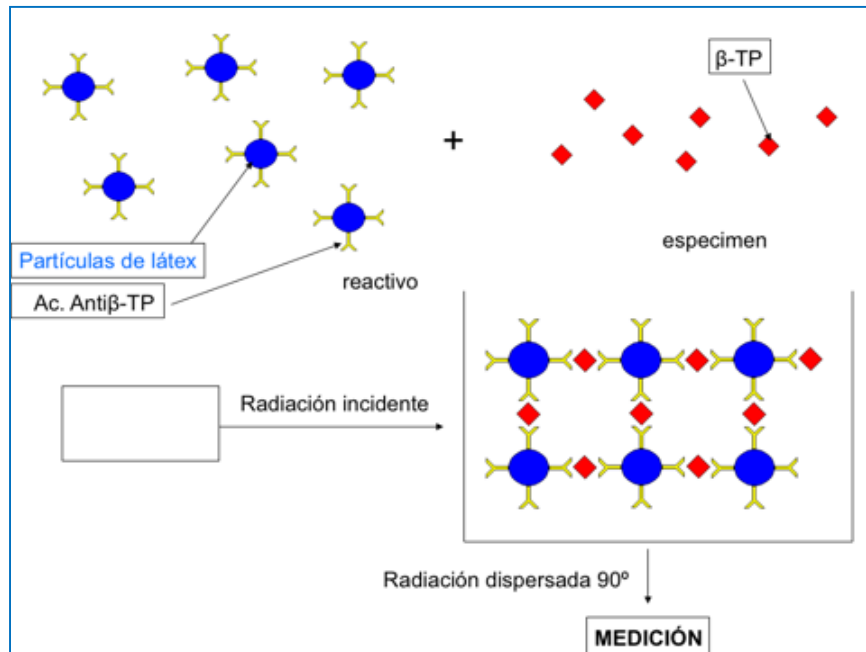 β-TP
+
especimen
Partículas de látex
reactivo
Ac. Antiβ-TP
Radiación incidente
Radiación dispersada 90º
MEDICIÓN